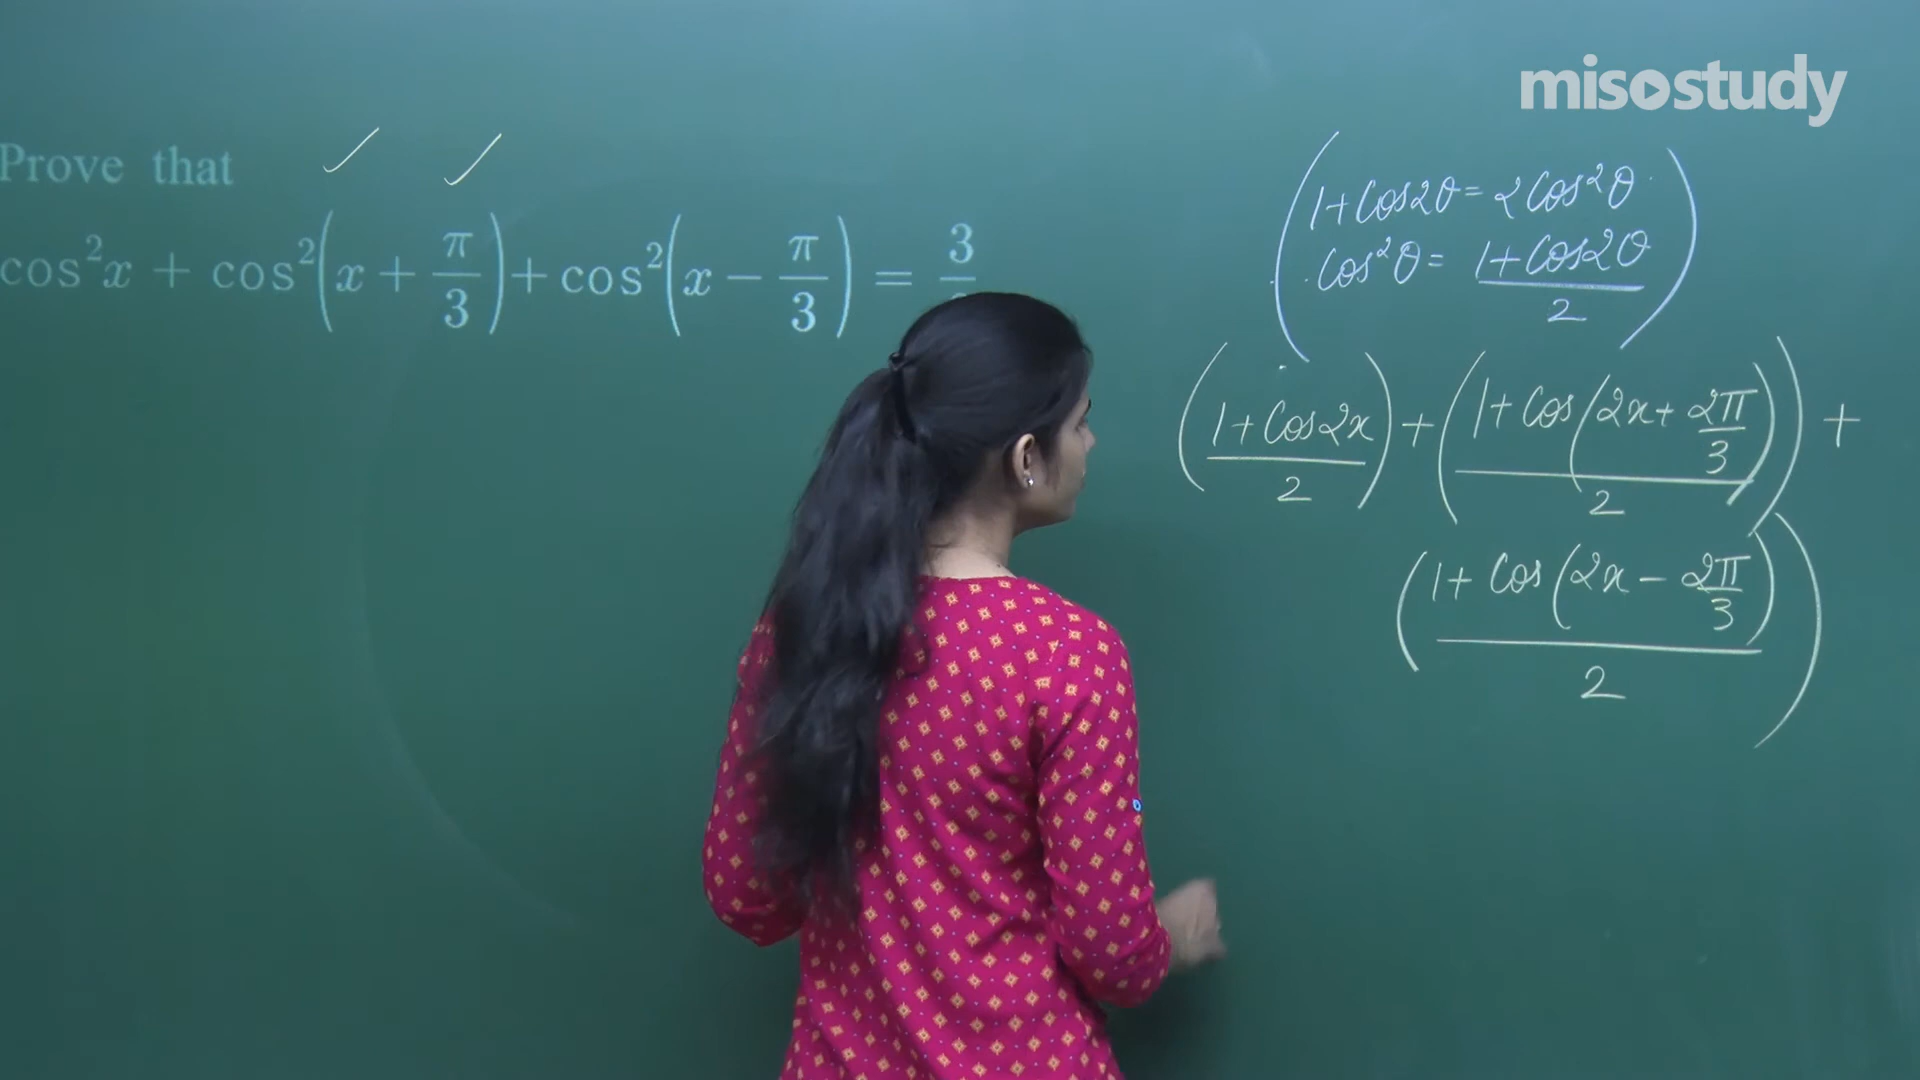 misostudy
Prove that
cos²x + cos²(x + π/3) + cos²(x − π/3) = 3
(1+Cos2θ = 2Cos²θ
Cos²θ = 1+Cos2θ/2)
(1+Cos2x/2) + (1+Cos(2x+2π/3)/2) +
(1+Cos(2x−2π/3)/2)